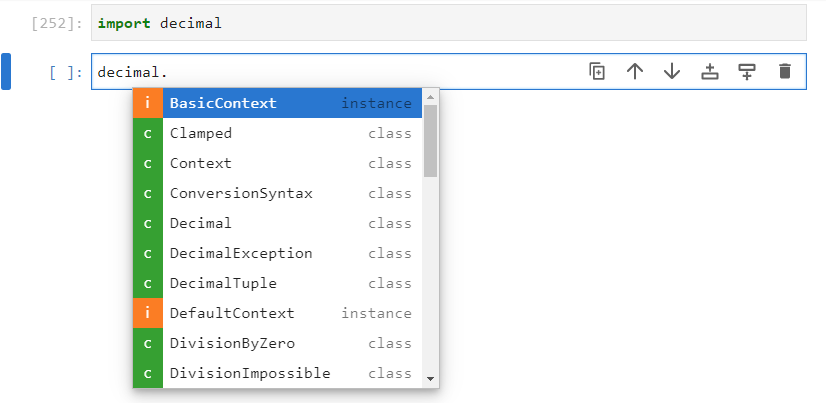 [252]: import decimal
[ ]: decimal.
i BasicContext instance
c Clamped class
c Context class
c ConversionSyntax class
c Decimal class
c DecimalException class
c DecimalTuple class
i DefaultContext instance
c DivisionByZero class
c DivisionImpossible class